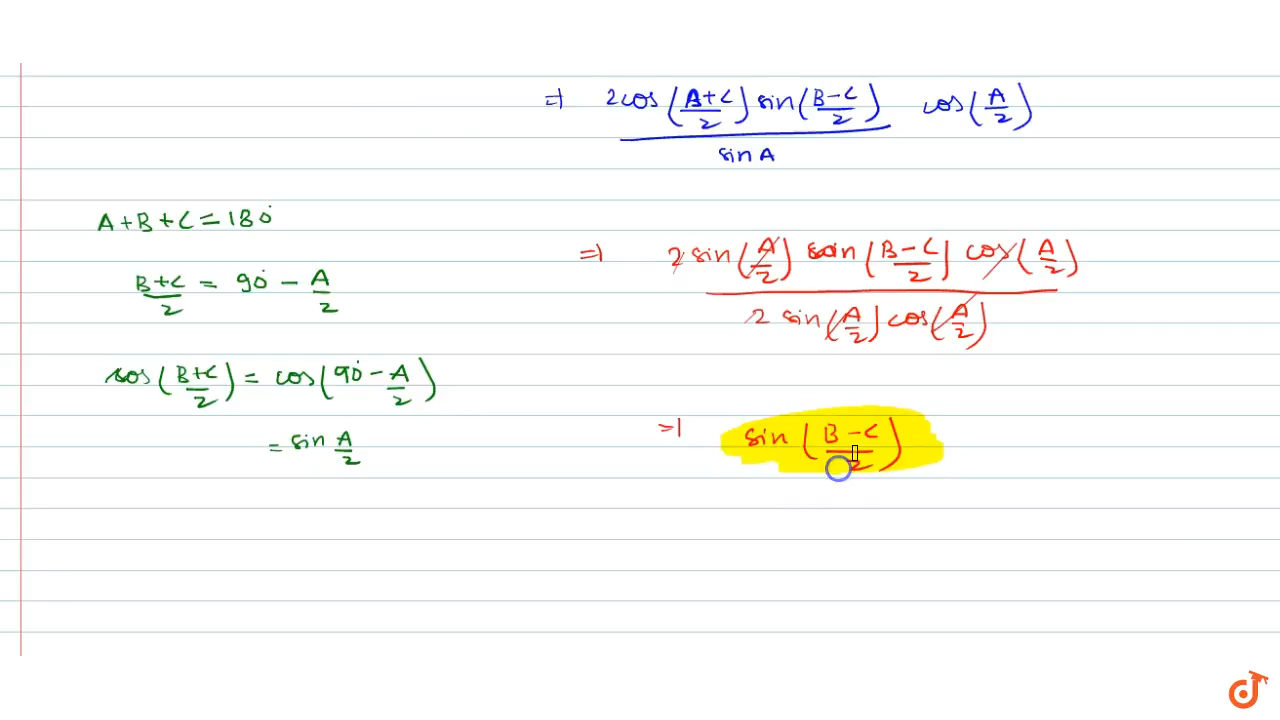 =) 2cos((B+C)/2) sin((B-C)/2) / sin A cos(A/2)
A+B+C=180°
(B+C)/2 = 90° - A/2
cos((B+C)/2) = cos(90° - A/2)
= sin A/2
=) 2 sin(A/2) sin((B-C)/2) cos(A/2) / 2 sin(A/2) cos(A/2)
=) sin((B-C)/2)